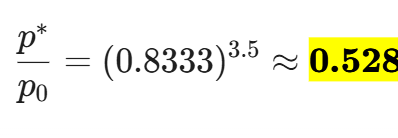 p*/p₀ = (0.8333)^3.5 ≈ 0.528